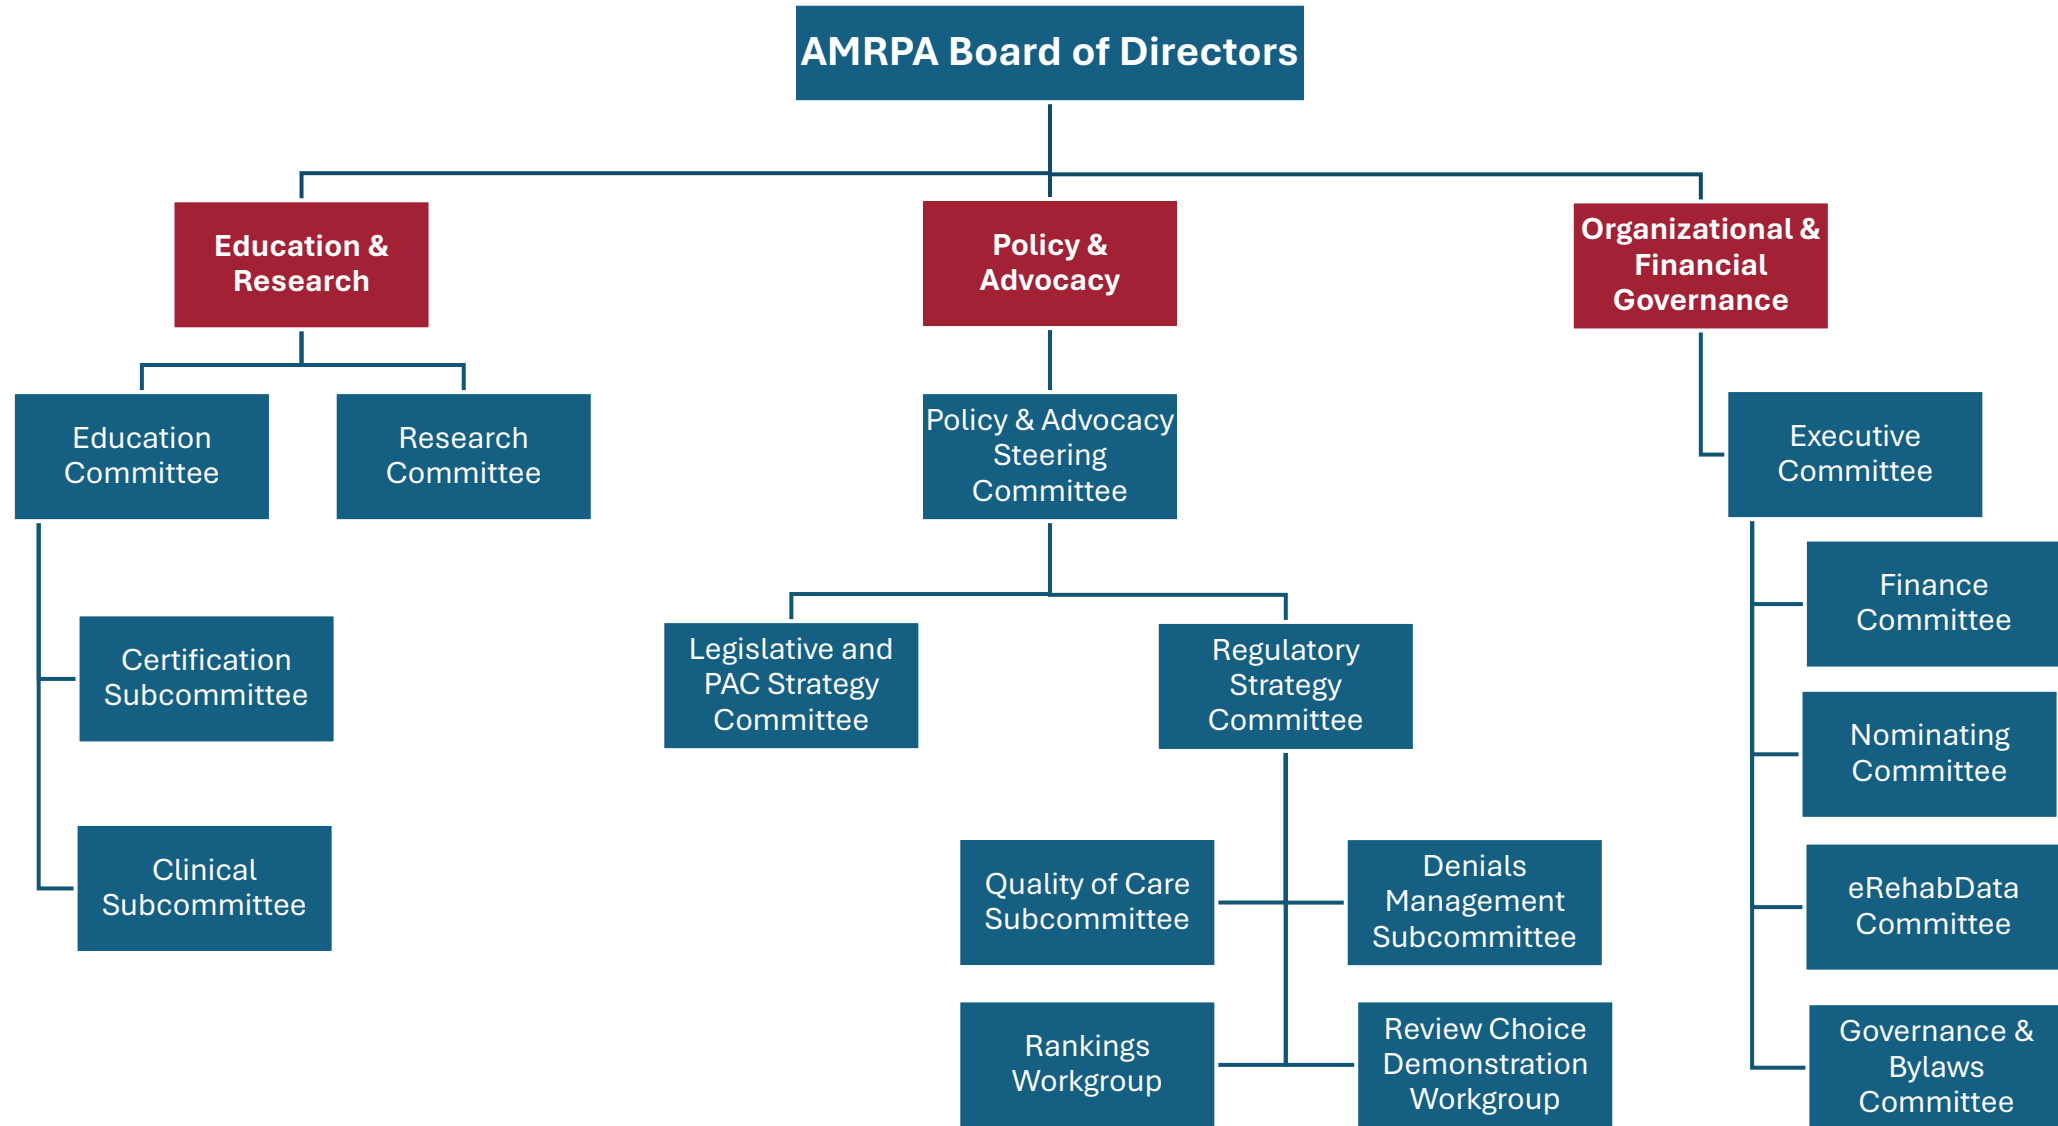 AMRPA Board of Directors
Education &
Research
Policy &
Advocacy
Organizational &
Financial
Governance
Education
Committee
Research
Committee
Policy & Advocacy
Steering
Committee
Executive
Committee
Certification
Subcommittee
Clinical
Subcommittee
Legislative and
PAC Strategy
Committee
Regulatory
Strategy
Committee
Quality of Care
Subcommittee
Denials
Management
Subcommittee
Rankings
Workgroup
Review Choice
Demonstration
Workgroup
Finance
Committee
Nominating
Committee
eRehabData
Committee
Governance &
Bylaws
Committee